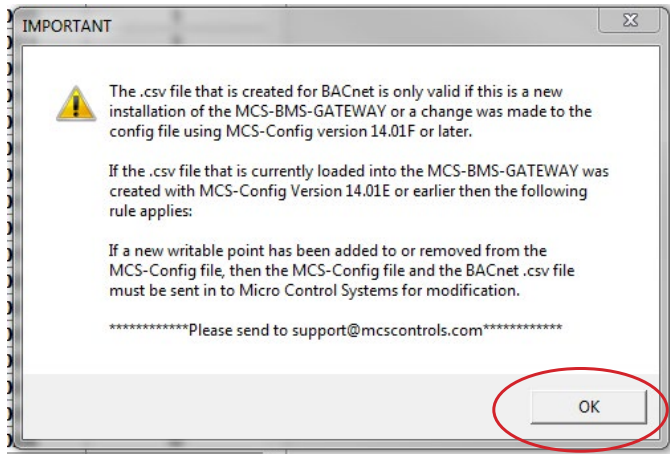 IMPORTANT
The .csv file that is created for BACnet is only valid if this is a new
installation of the MCS-BMS-GATEWAY or a change was made to the
config file using MCS-Config version 14.01F or later.
If the .csv file that is currently loaded into the MCS-BMS-GATEWAY was
created with MCS-Config Version 14.01E or earlier then the following
rule applies:
If a new writable point has been added to or removed from the
MCS-Config file, then the MCS-Config file and the BACnet .csv file
must be sent in to Micro Control Systems for modification.
************Please send to support@mcscontrols.com************
OK